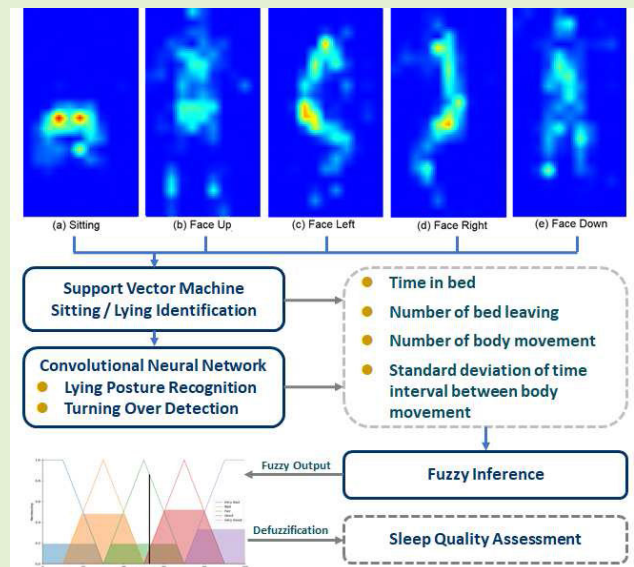 (a) Sitting
(b) Face Up
(c) Face Left
(d) Face Right
(e) Face Down
Support Vector Machine
Sitting / Lying Identification
Convolutional Neural Network
Lying Posture Recognition
Turning Over Detection
Time in bed
Number of bed leaving
Number of body movement
Standard deviation of time
interval between body
movement
Fuzzy Inference
Fuzzy Output
Defuzzification
Sleep Quality Assessment